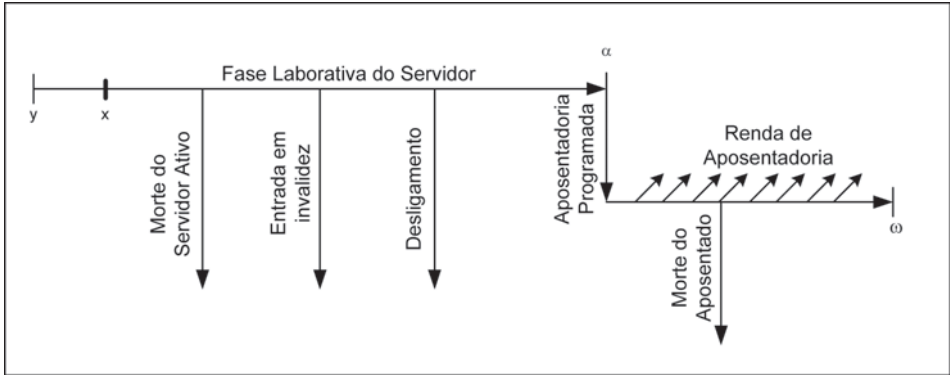 α
Fase Laborativa do Servidor
y
x
Morte do
Servidor Ativo
Entrada em
invalidez
Desligamento
Aposentadoria
Programada
Renda de
Aposentadoria
Morte do
Aposentado
ω